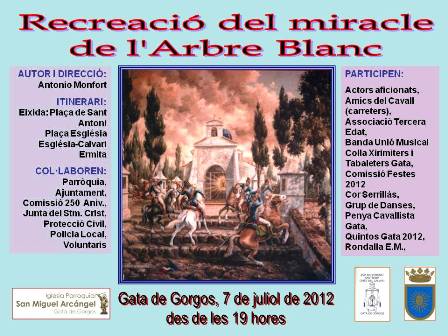 Recreació del miracle
de l'Arbre Blanc
AUTOR I DIRECCIÓ:
Antonio Monfort
ITINERARI:
Eixida: Plaça de Sant
Antoni
Plaça Església
Església-Calvari
Ermita
COL·LABOREN:
Parròquia,
Ajuntament,
Comissió 250 Aniv.,
Junta del Stm. Crist,
Protecció Civil,
Policia Local,
Voluntaris
PARTICIPEN:
Actors aficionats,
Amics del Cavall
(carreters),
Associació Tercera
Edat,
Banda Unió Musical
Colla Xirimiters i
Tabaleters Gata,
Comissió Festes
2012
Cor Serrillás,
Grup de Danses,
Penya Cavallista
Gata,
Quintos Gata 2012,
Rondalla E.M.,
Iglesia Parroquial
San Miguel Arcángel
Gata de Gorgos
Gata de Gorgos, 7 de juliol de 2012
des de les 19 hores